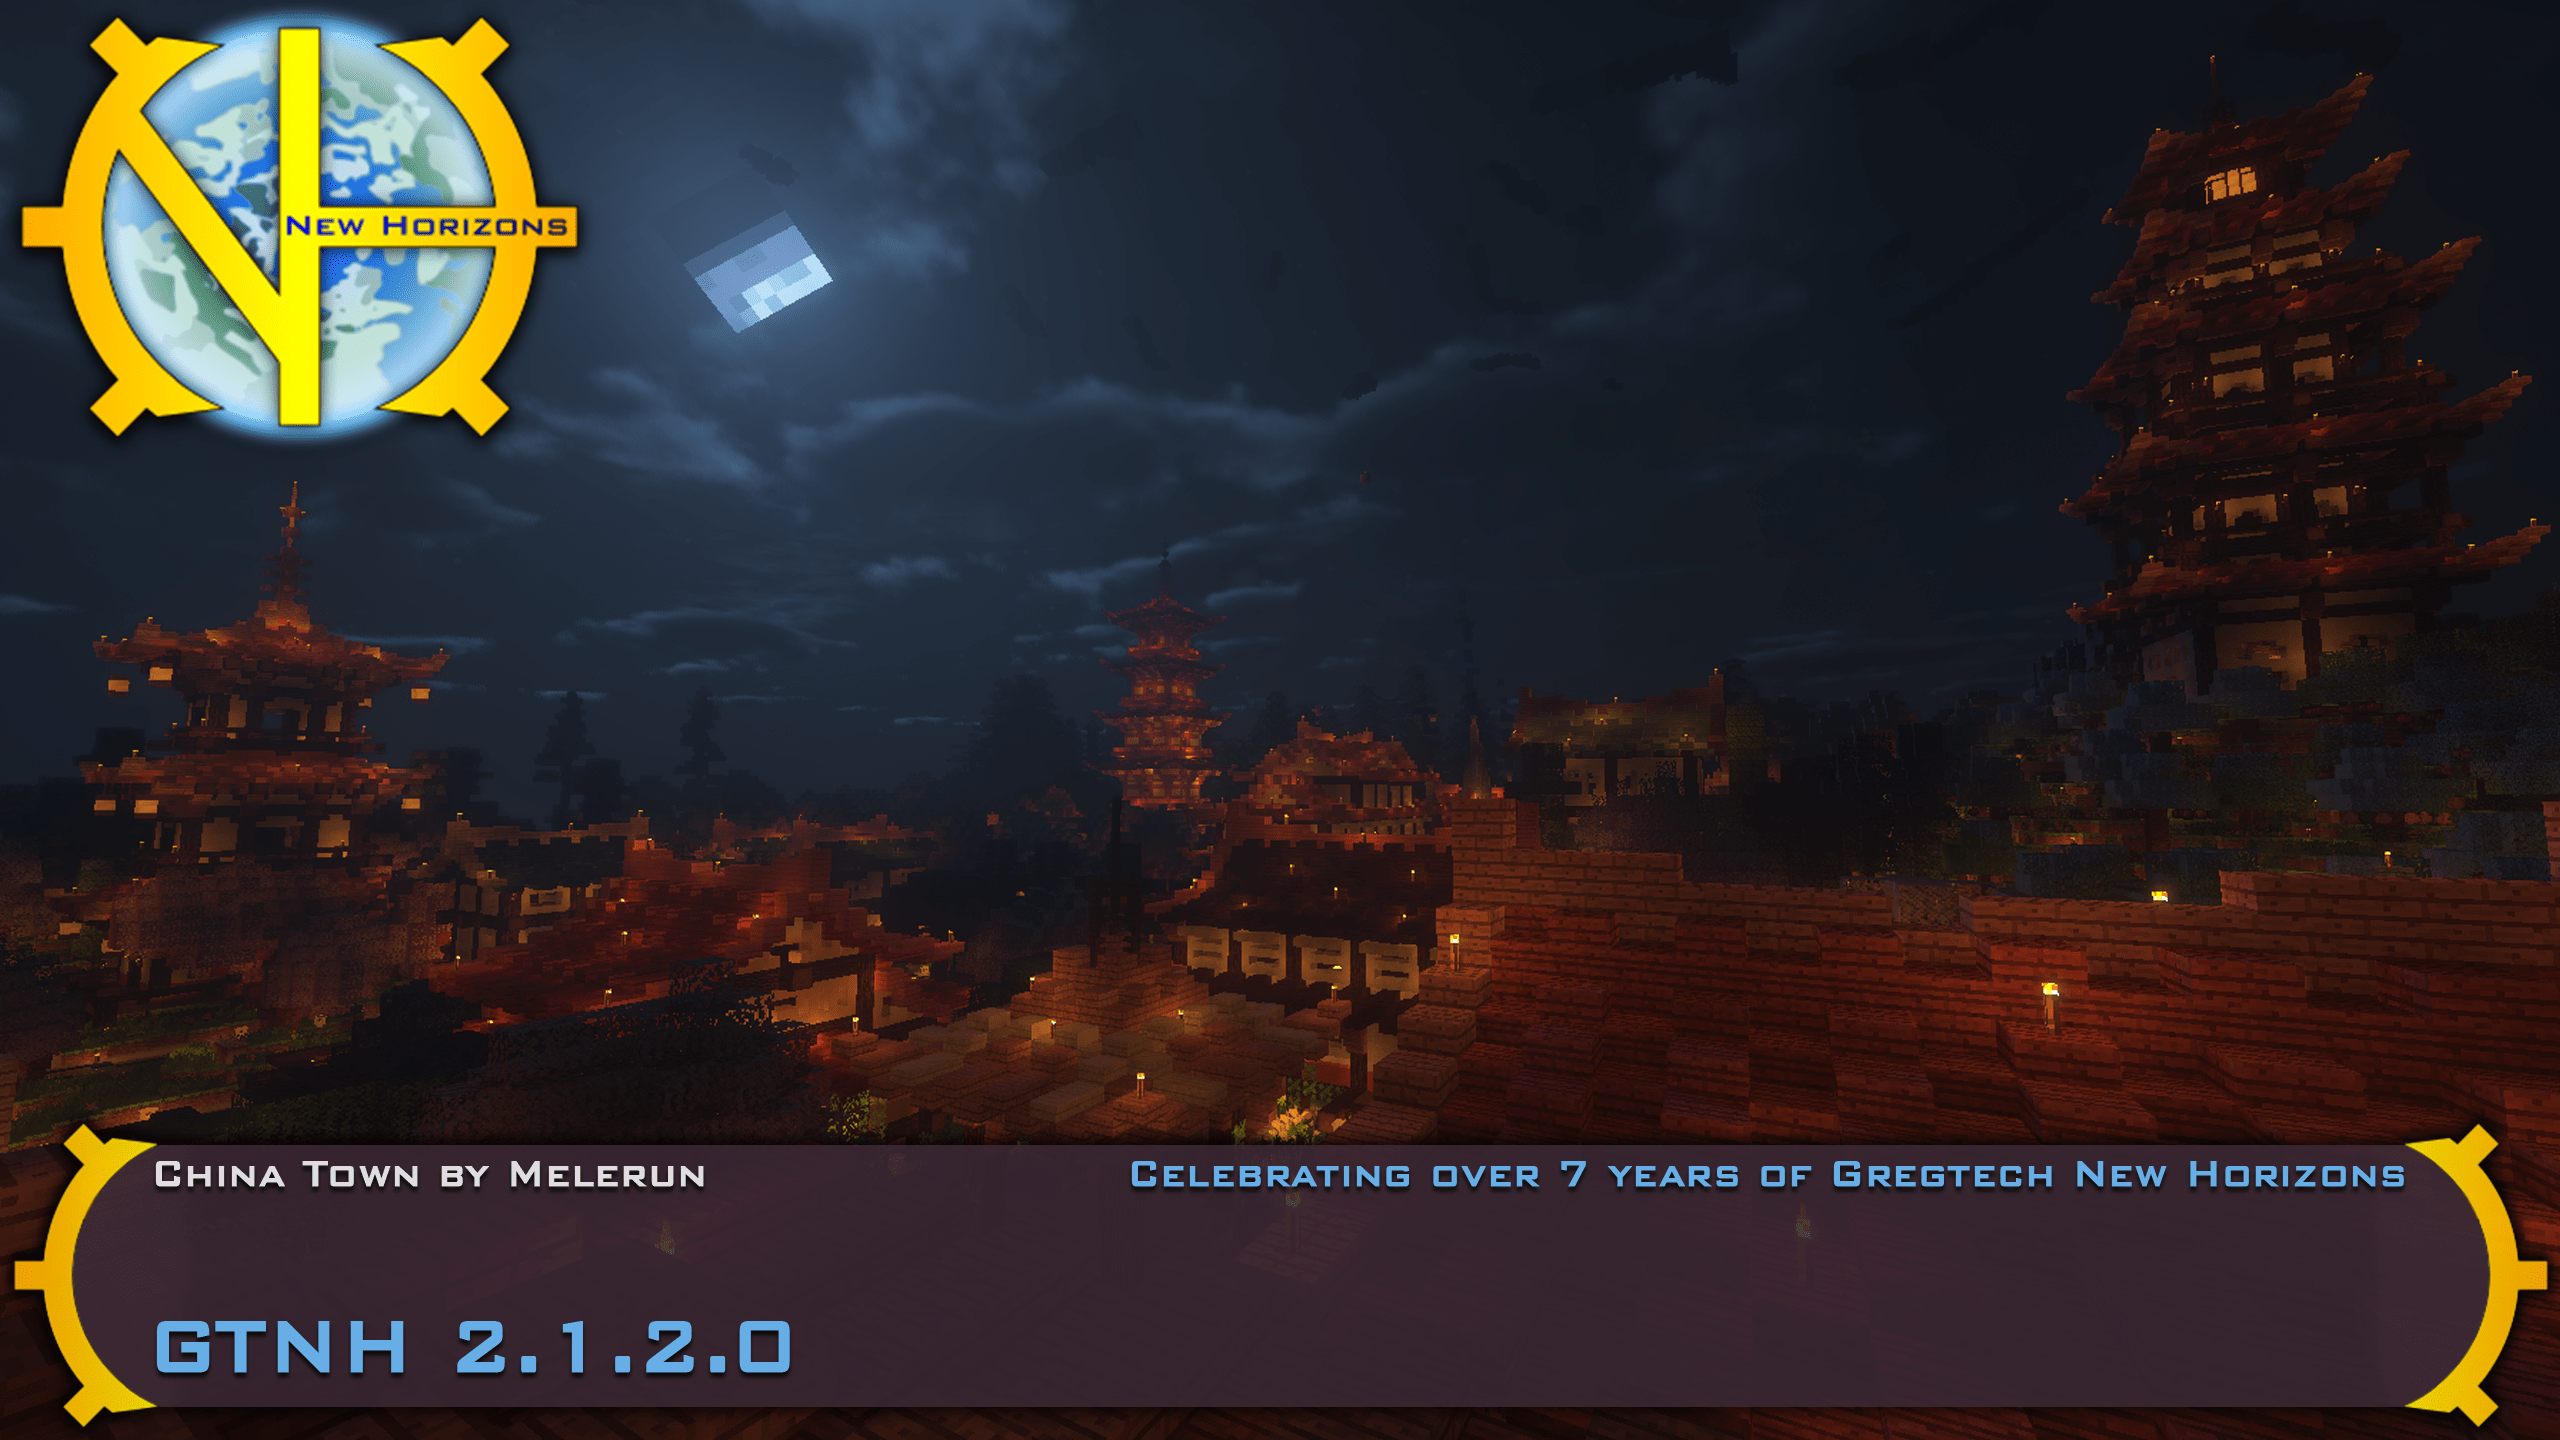 New Horizons
China Town by Melerun
Celebrating over 7 years of Gregtech New Horizons
GTNH 2.1.2.0